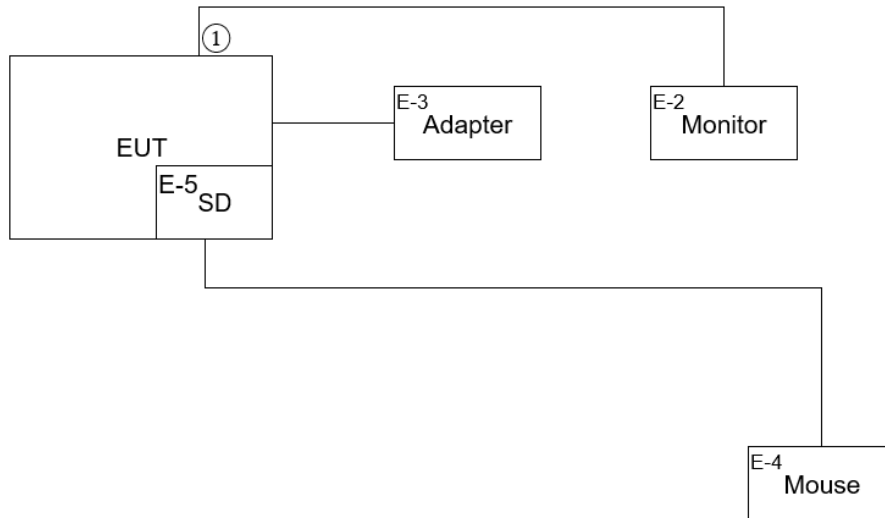 ①
E-3
Adapter
E-2
Monitor
EUT
E-5
SD
E-4
Mouse